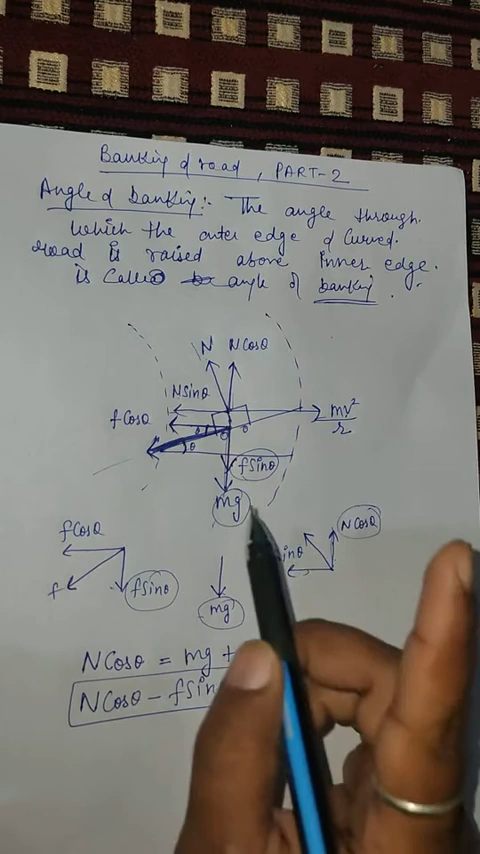 Banking of road, PART-2
Angle of banking:- The angle through
which the outer edge of curved
road is raised above inner edge.
is called angle of banking.
N NCosθ
NSinθ
fCosθ mv²/r
θ θ θ
θ
fSinθ
mg
fCosθ NCosθ
inθ
f fSinθ
mg
NCosθ = mg +
NCosθ - fSin